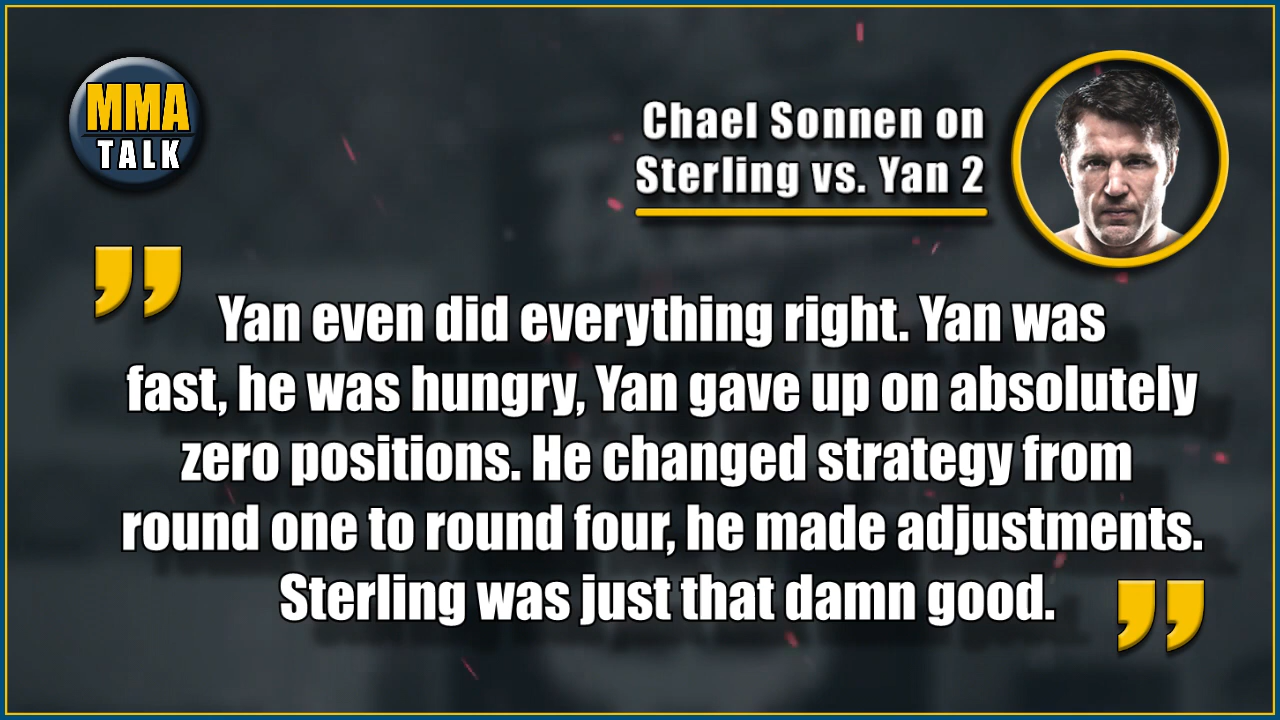 MMA
TALK
Chael Sonnen on
Sterling vs. Yan 2
”
Yan even did everything right. Yan was
fast, he was hungry, Yan gave up on absolutely
zero positions. He changed strategy from
round one to round four, he made adjustments.
Sterling was just that damn good.
”